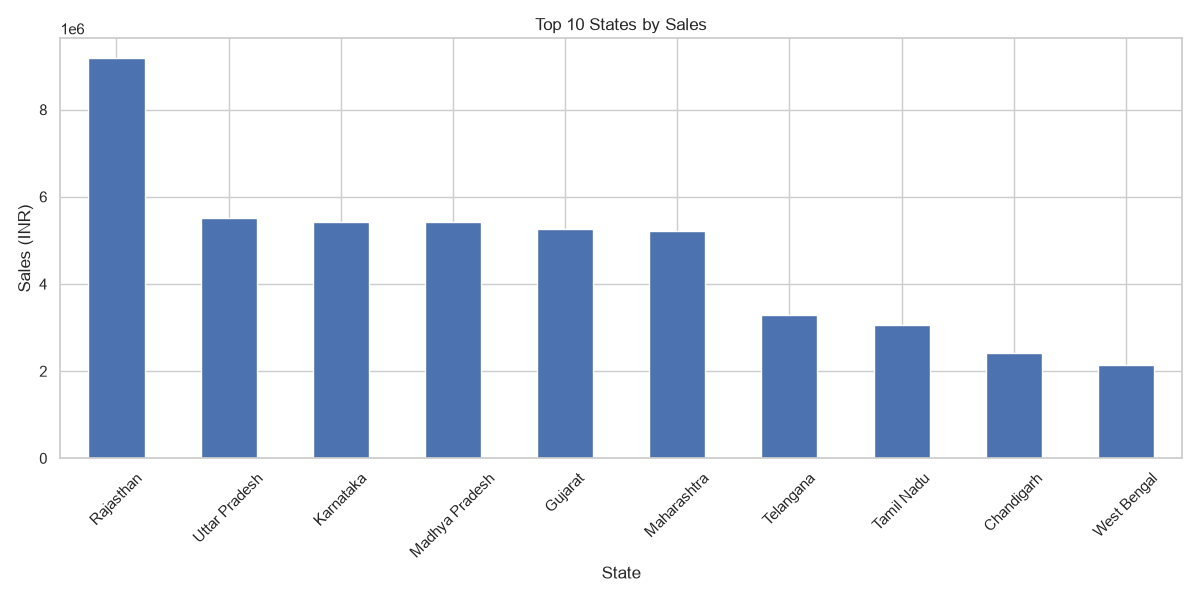 Top 10 States by Sales
1e6
8
6
4
2
0
Sales (INR)
Rajasthan
Uttar Pradesh
Karnataka
Madhya Pradesh
Gujarat
Maharashtra
Telangana
Tamil Nadu
Chandigarh
West Bengal
State